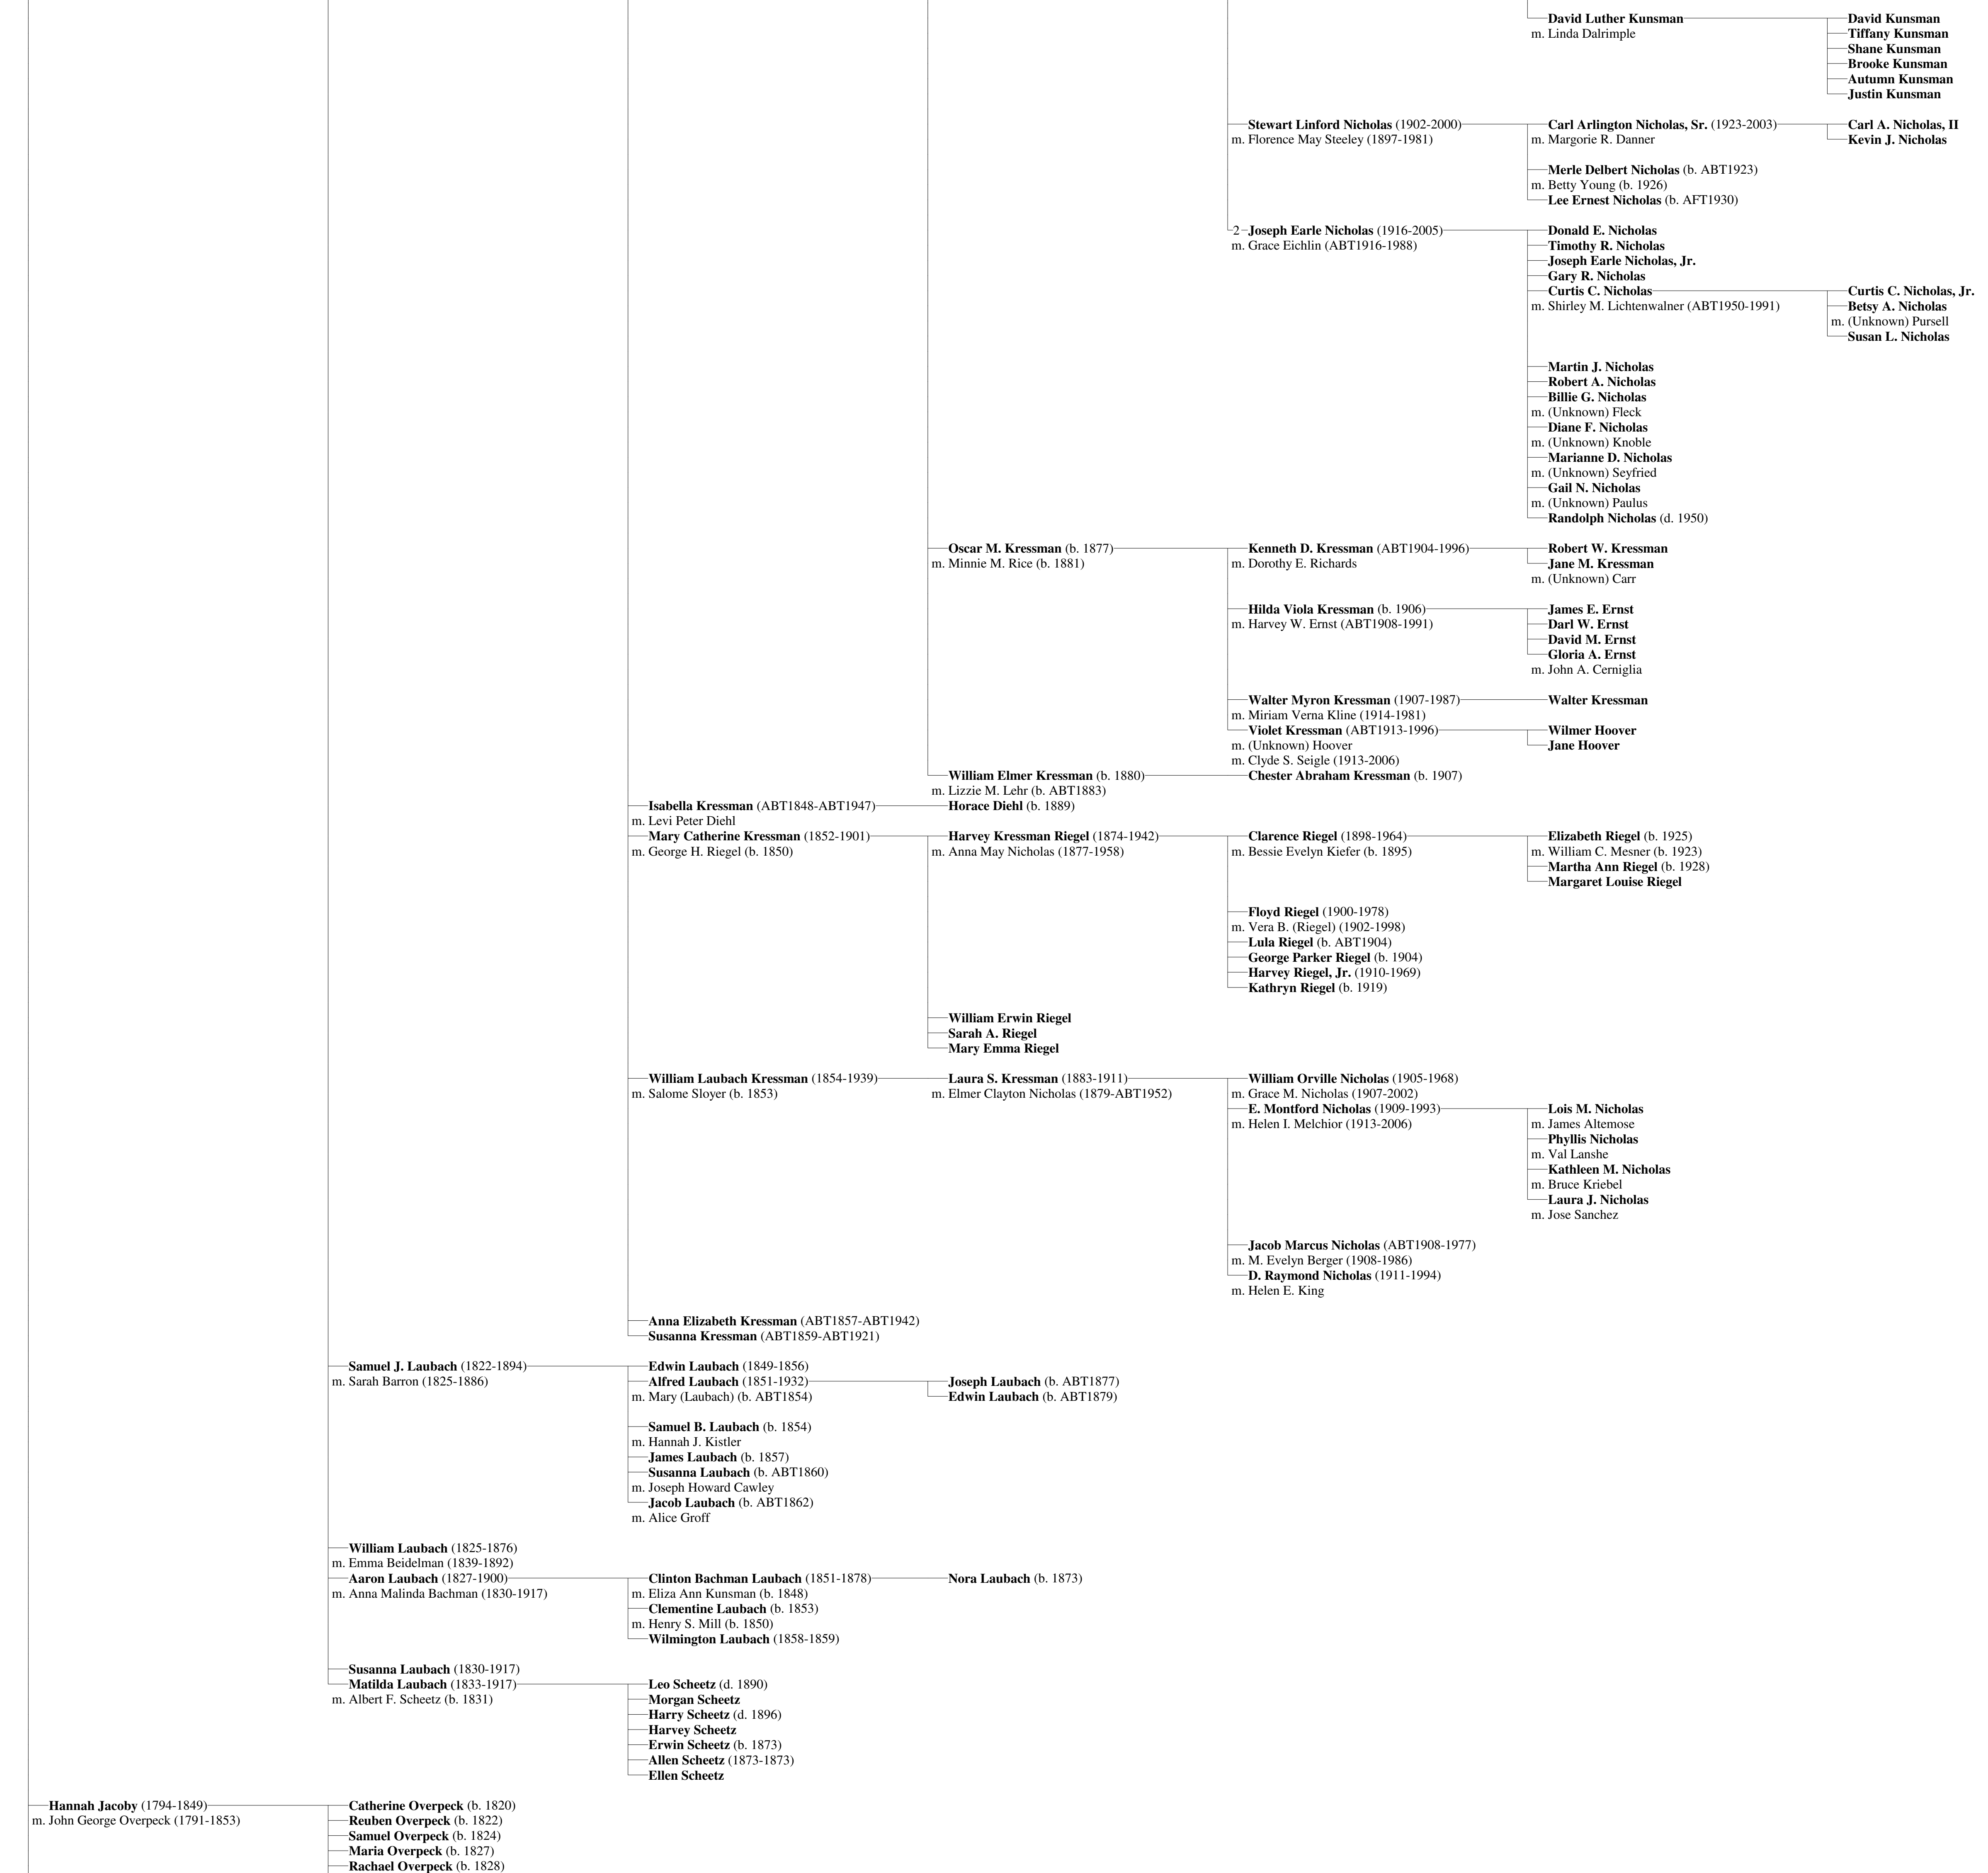 David Luther Kunsman David Kunsman
m. Linda Dalrimple Tiffany Kunsman
Shane Kunsman
Brooke Kunsman
Autumn Kunsman
Justin Kunsman
Stewart Linford Nicholas (1902-2000) Carl Arlington Nicholas, Sr. (1923-2003) Carl A. Nicholas, II
m. Florence May Steeley (1897-1981) m. Margorie R. Danner Kevin J. Nicholas
Merle Delbert Nicholas (b. ABT1923)
m. Betty Young (b. 1926)
Lee Ernest Nicholas (b. AFT1930)
2 Joseph Earle Nicholas (1916-2005) Donald E. Nicholas
m. Grace Eichlin (ABT1916-1988) Timothy R. Nicholas
Joseph Earle Nicholas, Jr.
Gary R. Nicholas
Curtis C. Nicholas Curtis C. Nicholas, Jr.
m. Shirley M. Lichtenwalner (ABT1950-1991) Betsy A. Nicholas
m. (Unknown) Pursell
Susan L. Nicholas
Martin J. Nicholas
Robert A. Nicholas
Billie G. Nicholas
m. (Unknown) Fleck
Diane F. Nicholas
m. (Unknown) Knoble
Marianne D. Nicholas
m. (Unknown) Seyfried
Gail N. Nicholas
m. (Unknown) Paulus
Randolph Nicholas (d. 1950)
Oscar M. Kressman (b. 1877) Kenneth D. Kressman (ABT1904-1996) Robert W. Kressman
m. Minnie M. Rice (b. 1881) m. Dorothy E. Richards Jane M. Kressman
m. (Unknown) Carr
Hilda Viola Kressman (b. 1906) James E. Ernst
m. Harvey W. Ernst (ABT1908-1991) Darl W. Ernst
David M. Ernst
Gloria A. Ernst
m. John A. Cerniglia
Walter Myron Kressman (1907-1987) Walter Kressman
m. Miriam Verna Kline (1914-1981)
Violet Kressman (ABT1913-1996) Wilmer Hoover
m. (Unknown) Hoover Jane Hoover
m. Clyde S. Seigle (1913-2006)
William Elmer Kressman (b. 1880) Chester Abraham Kressman (b. 1907)
m. Lizzie M. Lehr (b. ABT1883)
Isabella Kressman (ABT1848-ABT1947) Horace Diehl (b. 1889)
m. Levi Peter Diehl
Mary Catherine Kressman (1852-1901) Harvey Kressman Riegel (1874-1942) Clarence Riegel (1898-1964) Elizabeth Riegel (b. 1925)
m. George H. Riegel (b. 1850) m. Anna May Nicholas (1877-1958) m. Bessie Evelyn Kiefer (b. 1895) m. William C. Mesner (b. 1923)
Martha Ann Riegel (b. 1928)
Margaret Louise Riegel
Floyd Riegel (1900-1978)
m. Vera B. (Riegel) (1902-1998)
Lula Riegel (b. ABT1904)
George Parker Riegel (b. 1904)
Harvey Riegel, Jr. (1910-1969)
Kathryn Riegel (b. 1919)
William Erwin Riegel
Sarah A. Riegel
Mary Emma Riegel
William Laubach Kressman (1854-1939) Laura S. Kressman (1883-1911) William Orville Nicholas (1905-1968)
m. Salome Sloyer (b. 1853) m. Elmer Clayton Nicholas (1879-ABT1952) m. Grace M. Nicholas (1907-2002)
E. Montford Nicholas (1909-1993) Lois M. Nicholas
m. Helen I. Melchior (1913-2006) m. James Altemose
Phyllis Nicholas
m. Val Lanshe
Kathleen M. Nicholas
m. Bruce Kriebel
Laura J. Nicholas
m. Jose Sanchez
Jacob Marcus Nicholas (ABT1908-1977)
m. M. Evelyn Berger (1908-1986)
D. Raymond Nicholas (1911-1994)
m. Helen E. King
Anna Elizabeth Kressman (ABT1857-ABT1942)
Susanna Kressman (ABT1859-ABT1921)
Samuel J. Laubach (1822-1894) Edwin Laubach (1849-1856)
m. Sarah Barron (1825-1886) Alfred Laubach (1851-1932) Joseph Laubach (b. ABT1877)
m. Mary (Laubach) (b. ABT1854) Edwin Laubach (b. ABT1879)
Samuel B. Laubach (b. 1854)
m. Hannah J. Kistler
James Laubach (b. 1857)
Susanna Laubach (b. ABT1860)
m. Joseph Howard Cawley
Jacob Laubach (b. ABT1862)
m. Alice Groff
William Laubach (1825-1876)
m. Emma Beidelman (1839-1892)
Aaron Laubach (1827-1900) Clinton Bachman Laubach (1851-1878) Nora Laubach (b. 1873)
m. Anna Malinda Bachman (1830-1917) m. Eliza Ann Kunsman (b. 1848)
Clementine Laubach (b. 1853)
m. Henry S. Mill (b. 1850)
Wilmington Laubach (1858-1859)
Susanna Laubach (1830-1917)
Matilda Laubach (1833-1917) Leo Scheetz (d. 1890)
m. Albert F. Scheetz (b. 1831) Morgan Scheetz
Harry Scheetz (d. 1896)
Harvey Scheetz
Erwin Scheetz (b. 1873)
Allen Scheetz (1873-1873)
Ellen Scheetz
Hannah Jacoby (1794-1849) Catherine Overpeck (b. 1820)
m. John George Overpeck (1791-1853) Reuben Overpeck (b. 1822)
Samuel Overpeck (b. 1824)
Maria Overpeck (b. 1827)
Rachael Overpeck (b. 1828)